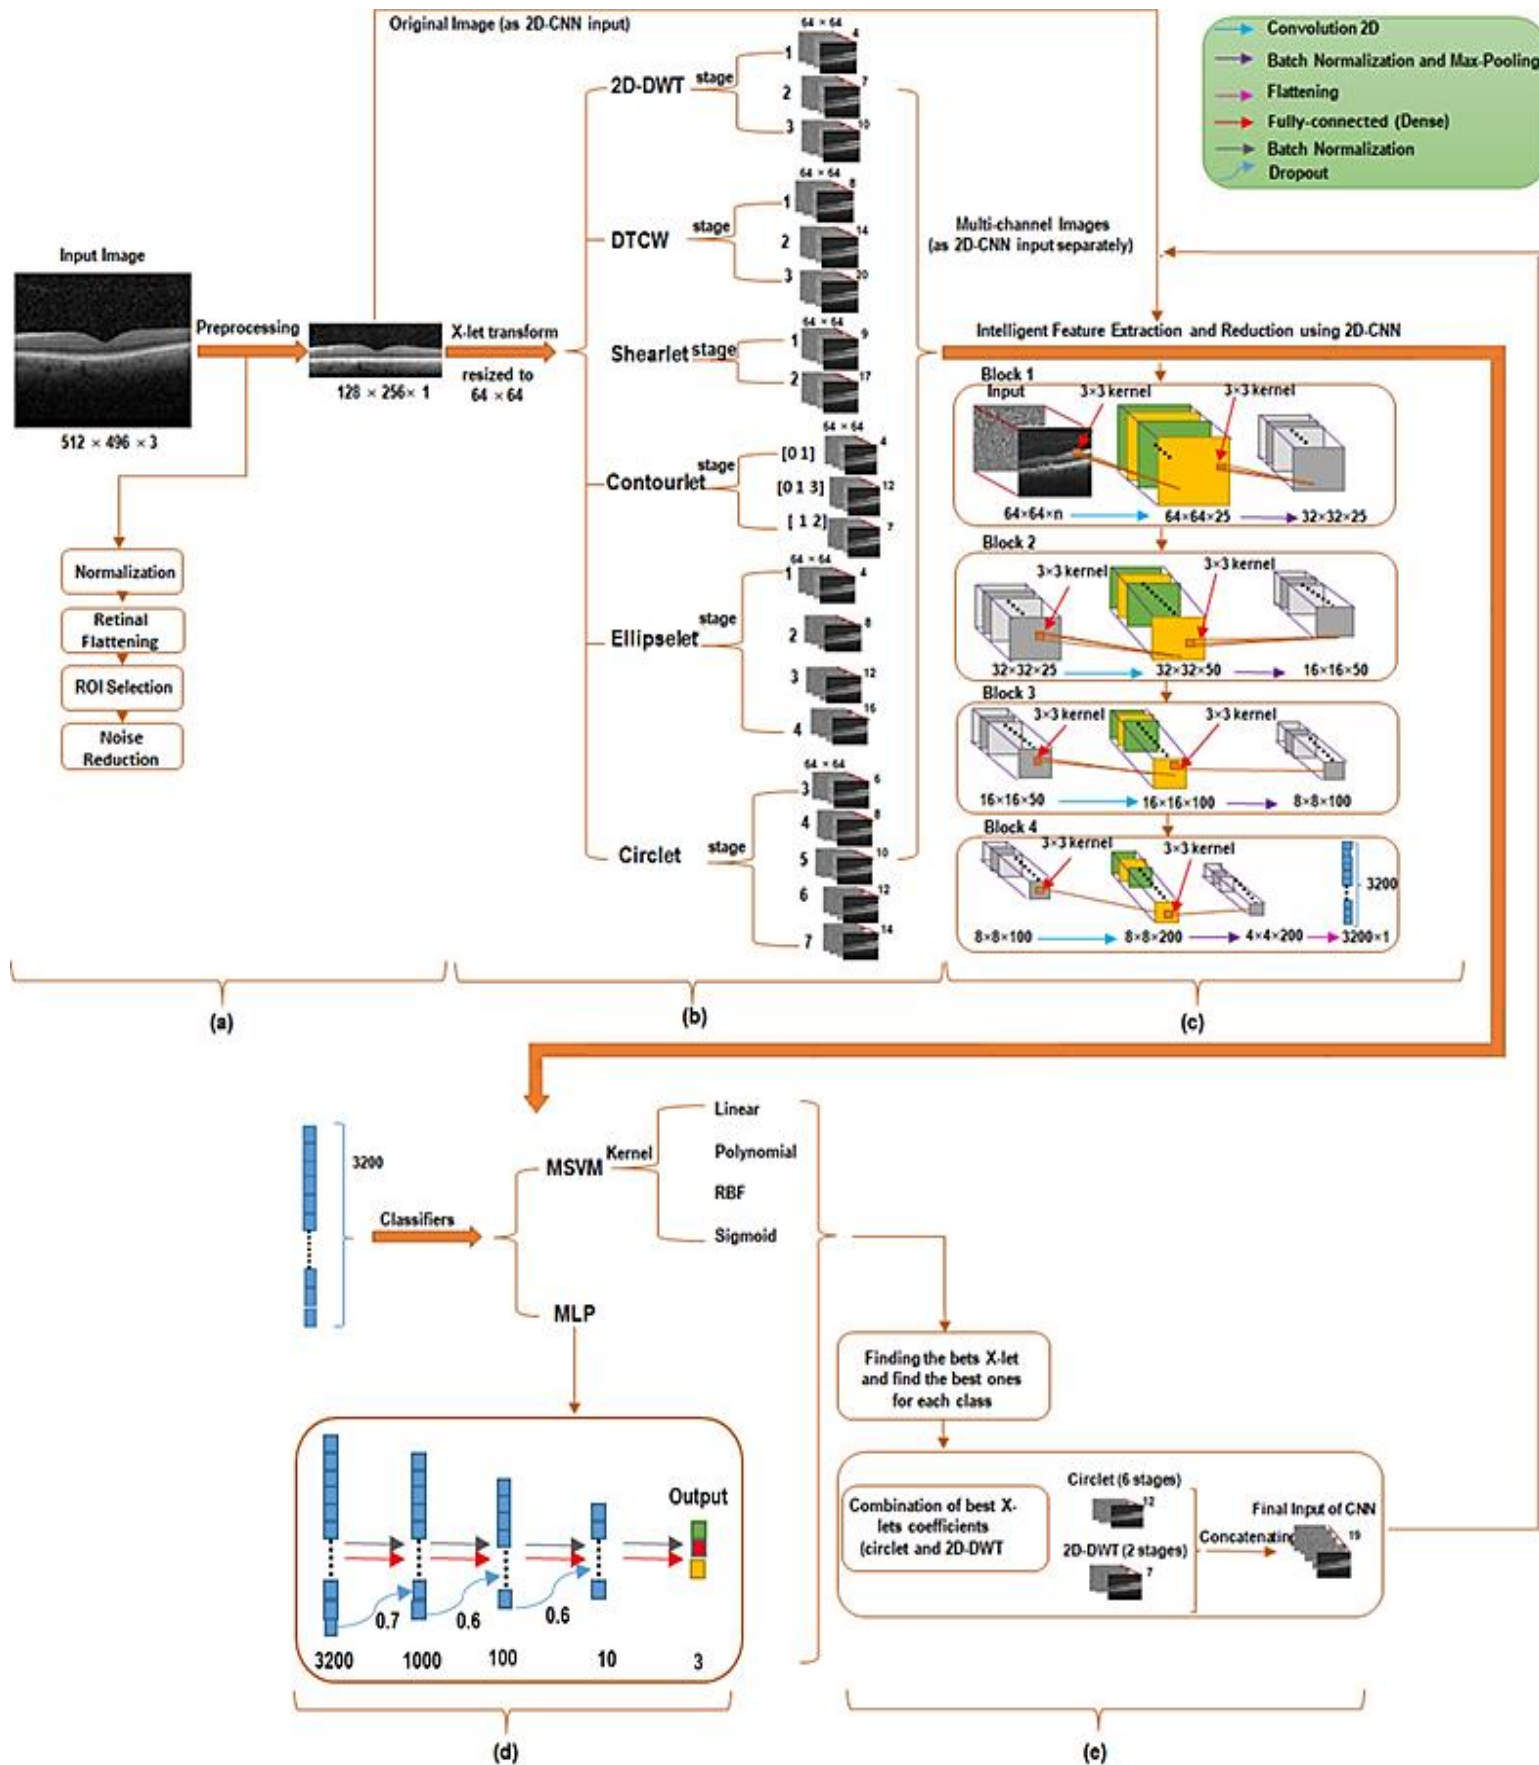 Original Image (as 2D-CNN input)
Convolution 2D
Batch Normalization and Max-Pooling
Flattening
Fully-connected (Dense)
Batch Normalization
Dropout
Input Image
512 × 496 × 3
Preprocessing
128 × 256× 1
X-let transform
resized to
64 × 64
Normalization
Retinal
Flattening
ROI Selection
Noise
Reduction
(a)
2D-DWT
stage
64 × 64
1
4
2
7
3
10
DTCW
stage
64 × 64
1
8
2
14
3
20
Shearlet
stage
64 × 64
1
9
2
17
Contourlet
stage
64 × 64
[0 1]
4
[0 1 3]
12
[ 1 2]
7
Ellipselet
stage
64 × 64
1
4
2
8
3
12
4
16
Circlet
stage
64 × 64
3
6
4
8
5
10
6
12
7
14
(b)
Multi-channel Images
(as 2D-CNN input separately)
Intelligent Feature Extraction and Reduction using 2D-CNN
Block 1
Input
3×3 kernel
3×3 kernel
64×64×n
64×64×25
32×32×25
Block 2
3×3 kernel
3×3 kernel
32×32×25
32×32×50
16×16×50
Block 3
3×3 kernel
3×3 kernel
16×16×50
16×16×100
8×8×100
Block 4
3×3 kernel
3×3 kernel
3200
8×8×100
8×8×200
4×4×200
3200×1
(c)
3200
Classifiers
MSVM
Kernel
Linear
Polynomial
RBF
Sigmoid
MLP
Output
0.7
0.6
0.6
3200
1000
100
10
3
(d)
Finding the bets X-let
and find the best ones
for each class
Combination of best X-
lets coefficients
(circlet and 2D-DWT
Circlet (6 stages)
12
2D-DWT (2 stages)
7
Concatenating
Final Input of CNN
19
(e)